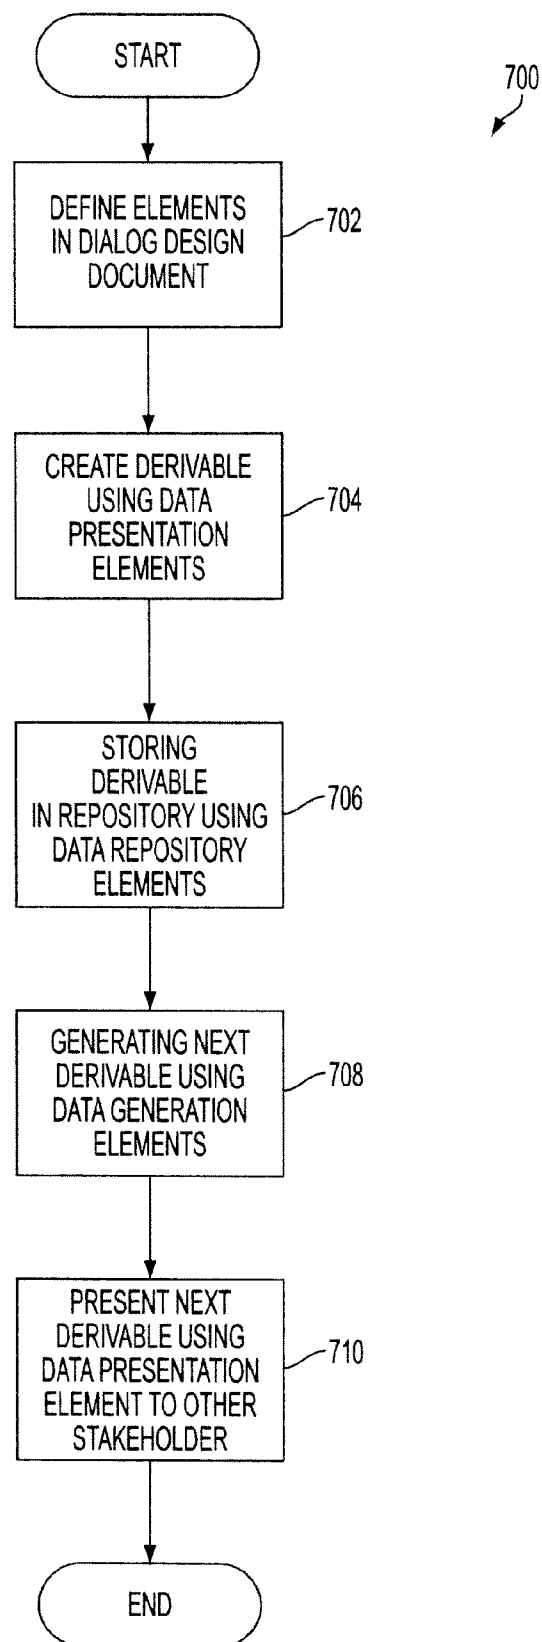 START
700
DEFINE ELEMENTS
IN DIALOG DESIGN
DOCUMENT
702
CREATE DERIVABLE
USING DATA
PRESENTATION
ELEMENTS
704
STORING
DERIVABLE
IN REPOSITORY USING
DATA REPOSITORY
ELEMENTS
706
GENERATING NEXT
DERIVABLE USING
DATA GENERATION
ELEMENTS
708
PRESENT NEXT
DERIVABLE USING
DATA PRESENTATION
ELEMENT TO OTHER
STAKEHOLDER
710
END